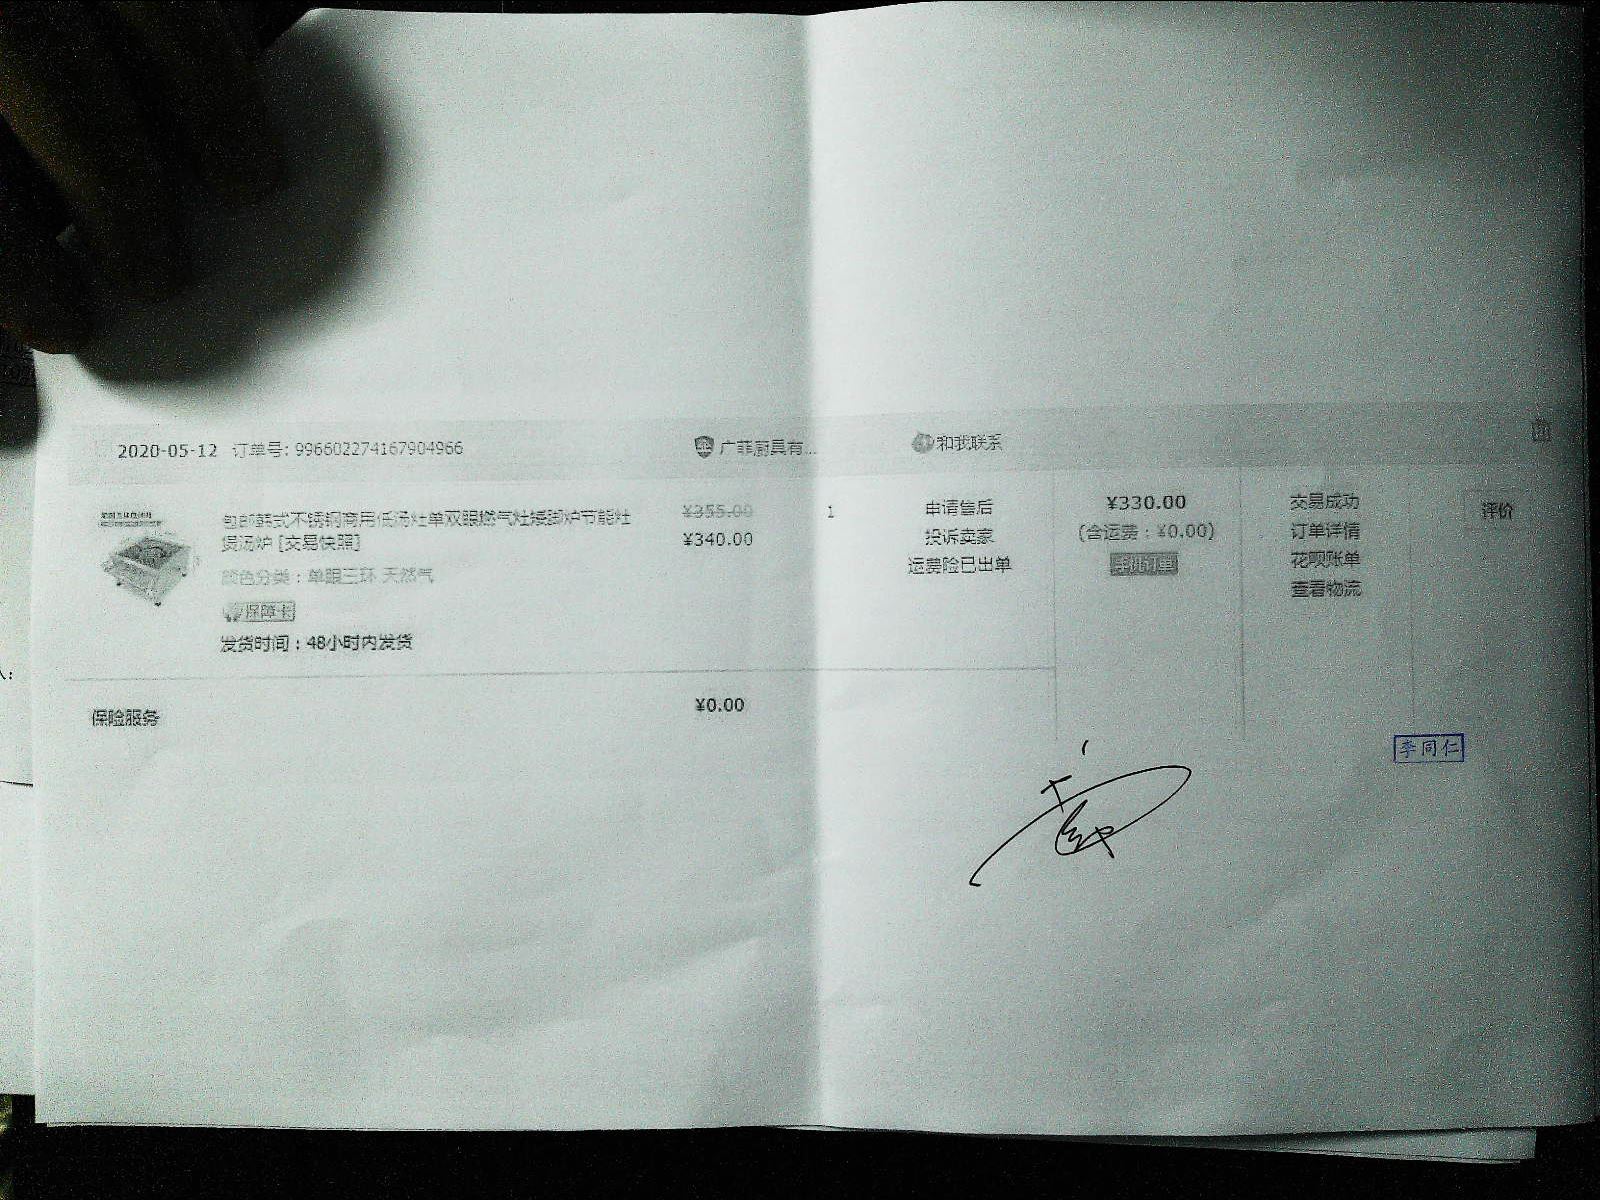 2020-05-12 订单号: 996602274167904966 广菲厨具有... 和我联系
包邮韩式不锈钢商用低汤灶单双眼燃气灶矮脚炉节能灶 ¥355.00 1 申请售后 ¥330.00 交易成功 评价
煲汤炉 [交易快照] ¥340.00 投诉卖家 (含运费:¥0.00) 订单详情
颜色分类:单眼三环 天然气 运费险已出单 手机订单 花呗账单
保障卡 查看物流
发货时间:48小时内发货
保险服务 ¥0.00
李同仁